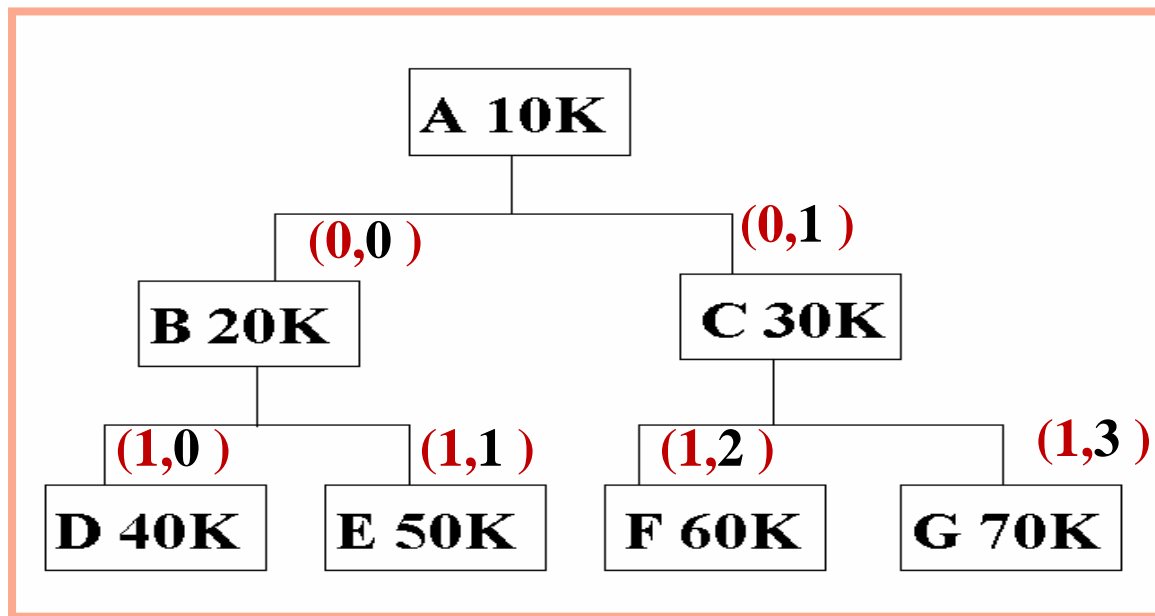 A 10K
(0,0 ) (0,1 )
B 20K C 30K
(1,0 ) (1,1 ) (1,2 ) (1,3 )
D 40K E 50K F 60K G 70K